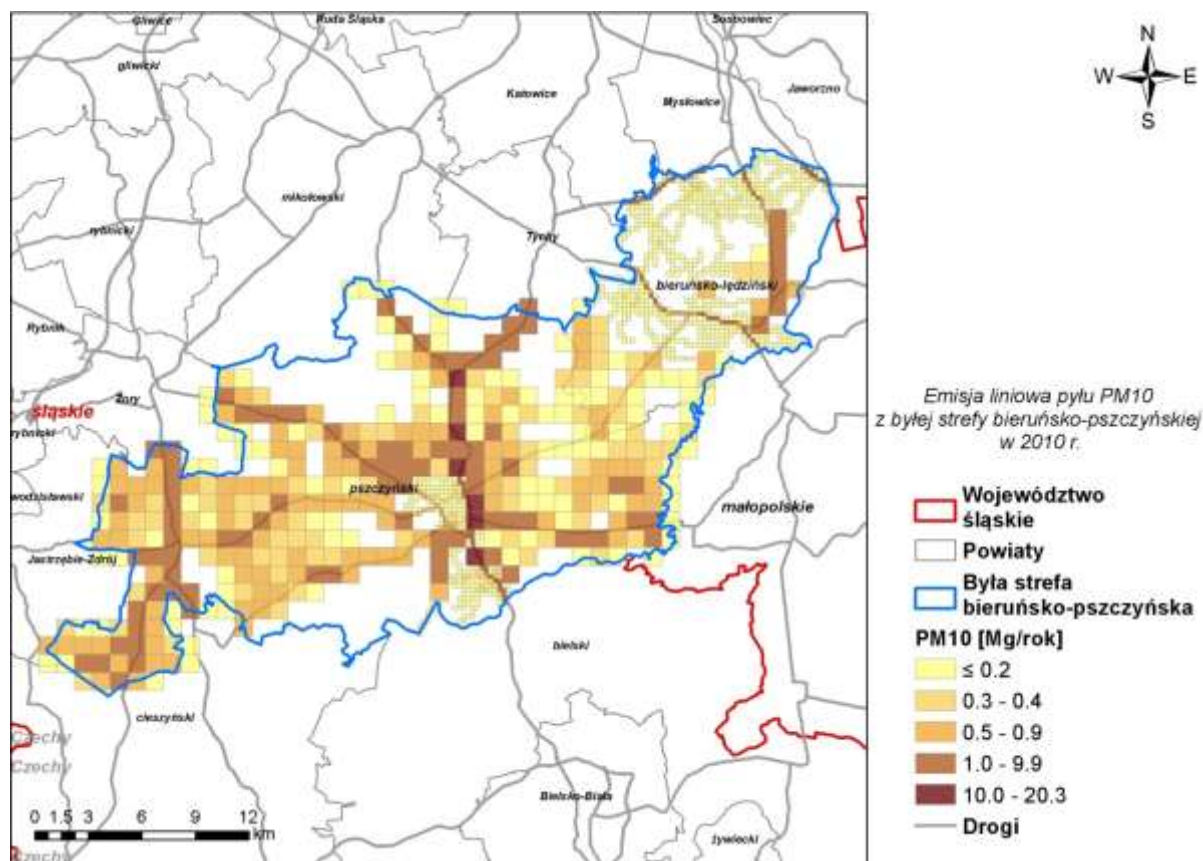 Gliwice
Ruda Śląska
Sosnowiec
gliwicki
Katowice
Mysłowice
Jaworzno
mikołowski
rybnicki
Tychy
bieruńsko-lędziński
Rybnik
Żory
śląskie
rybnicki
wodzisławski
pszczyński
małopolskie
Jastrzębie-Zdrój
bielski
cieszyński
Czechy
Czechy
Bielsko-Biała
żywiecki
Czechy
0 1.5 3 6 9 12
km
N
W E
S
Emisja liniowa pyłu PM10
z byłej strefy bieruńsko-pszczyńskiej
w 2010 r.
Województwo
śląskie
Powiaty
Była strefa
bieruńsko-pszczyńska
PM10 [Mg/rok]
≤ 0.2
0.3 - 0.4
0.5 - 0.9
1.0 - 9.9
10.0 - 20.3
Drogi